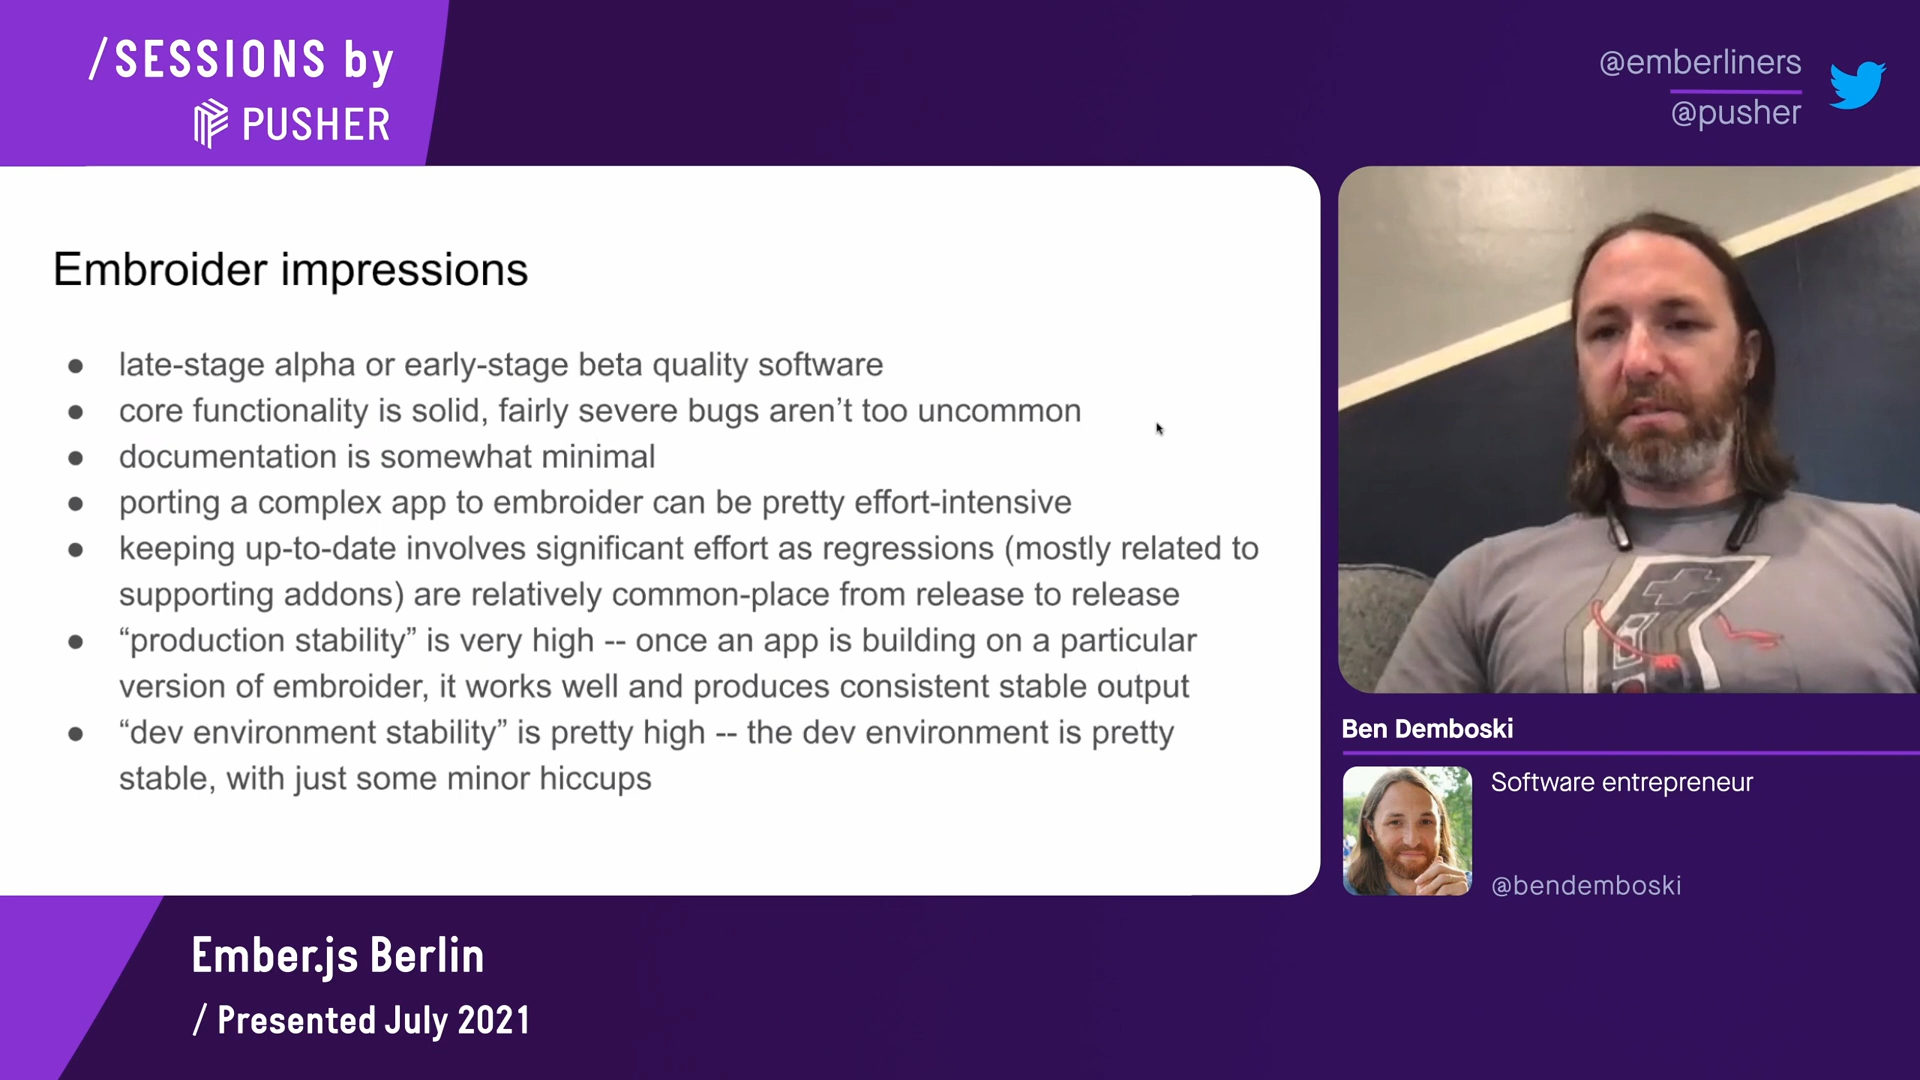 /SESSIONS by
PUSHER
@emberliners
@pusher
Embroider impressions
● late-stage alpha or early-stage beta quality software
● core functionality is solid, fairly severe bugs aren’t too uncommon
● documentation is somewhat minimal
● porting a complex app to embroider can be pretty effort-intensive
● keeping up-to-date involves significant effort as regressions (mostly related to
supporting addons) are relatively common-place from release to release
● “production stability” is very high -- once an app is building on a particular
version of embroider, it works well and produces consistent stable output
● “dev environment stability” is pretty high -- the dev environment is pretty
stable, with just some minor hiccups
Ben Demboski
Software entrepreneur
@bendemboski
Ember.js Berlin
/ Presented July 2021